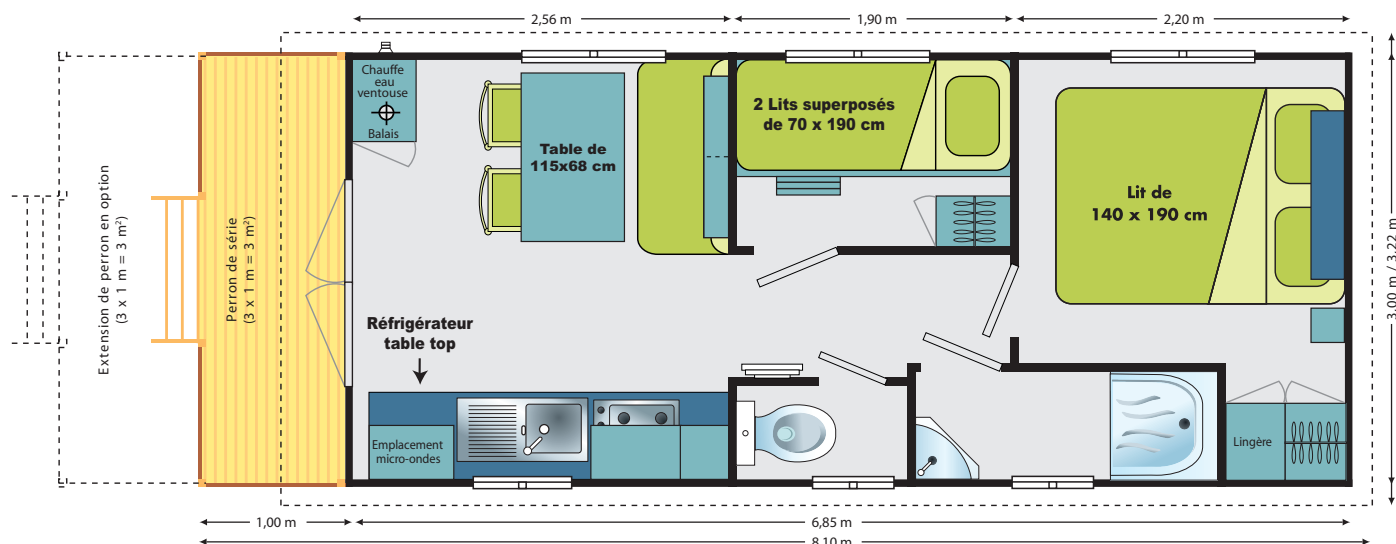 2,56 m
1,90 m
2,20 m
Chauffe
eau
ventouse
Balais
Table de
115x68 cm
2 Lits superposés
de 70 x 190 cm
Lit de
140 x 190 cm
Extension de perron en option
(3 x 1 m = 3 m²)
Perron de série
(3 x 1 m = 3 m²)
3,00 m / 3,22 m
Réfrigérateur
table top
Emplacement
micro-ondes
Lingère
1,00 m
6,85 m
8,10 m